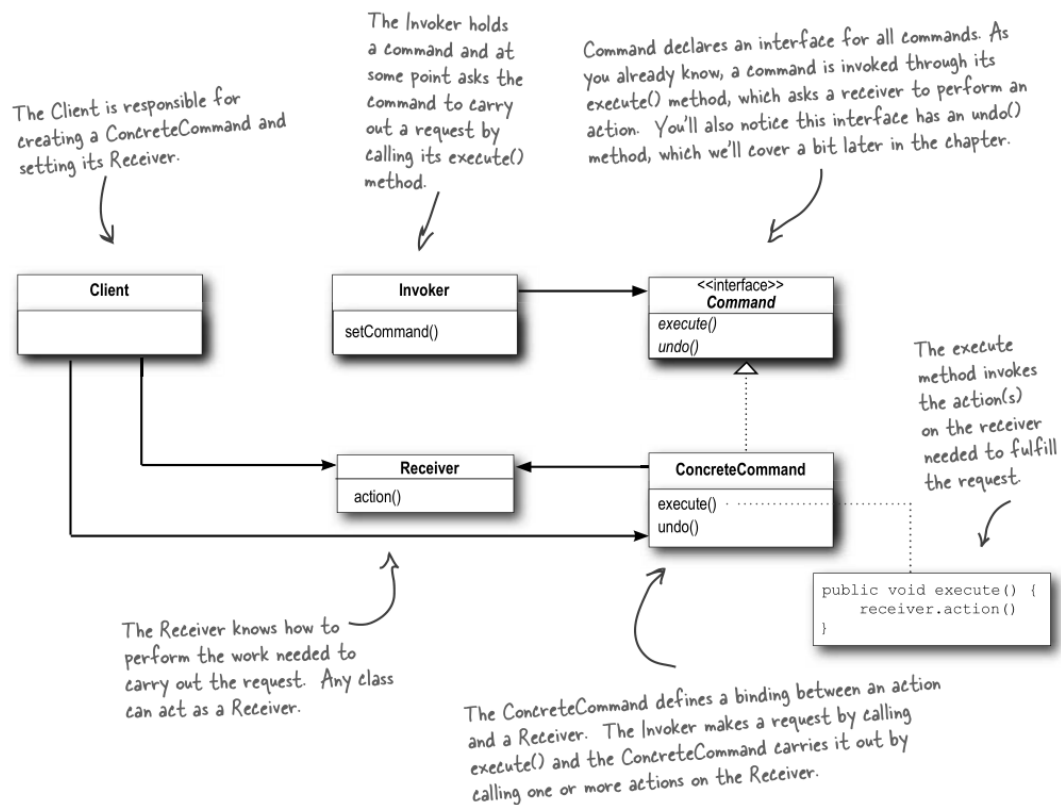 The Client is responsible for
creating a ConcreteCommand and
setting its Receiver.
The Invoker holds
a command and at
some point asks the
command to carry
out a request by
calling its execute()
method.
Command declares an interface for all commands. As
you already know, a command is invoked through its
execute() method, which asks a receiver to perform an
action. You'll also notice this interface has an undo()
method, which we'll cover a bit later in the chapter.
Client
Invoker
setCommand()
<<interface>>
Command
execute()
undo()
The execute
method invokes
the action(s)
on the receiver
needed to fulfill
the request.
Receiver
action()
ConcreteCommand
execute()
undo()
public void execute() {
receiver.action()
}
The Receiver knows how to
perform the work needed to
carry out the request. Any class
can act as a Receiver.
The ConcreteCommand defines a binding between an action
and a Receiver. The Invoker makes a request by calling
execute() and the ConcreteCommand carries it out by
calling one or more actions on the Receiver.